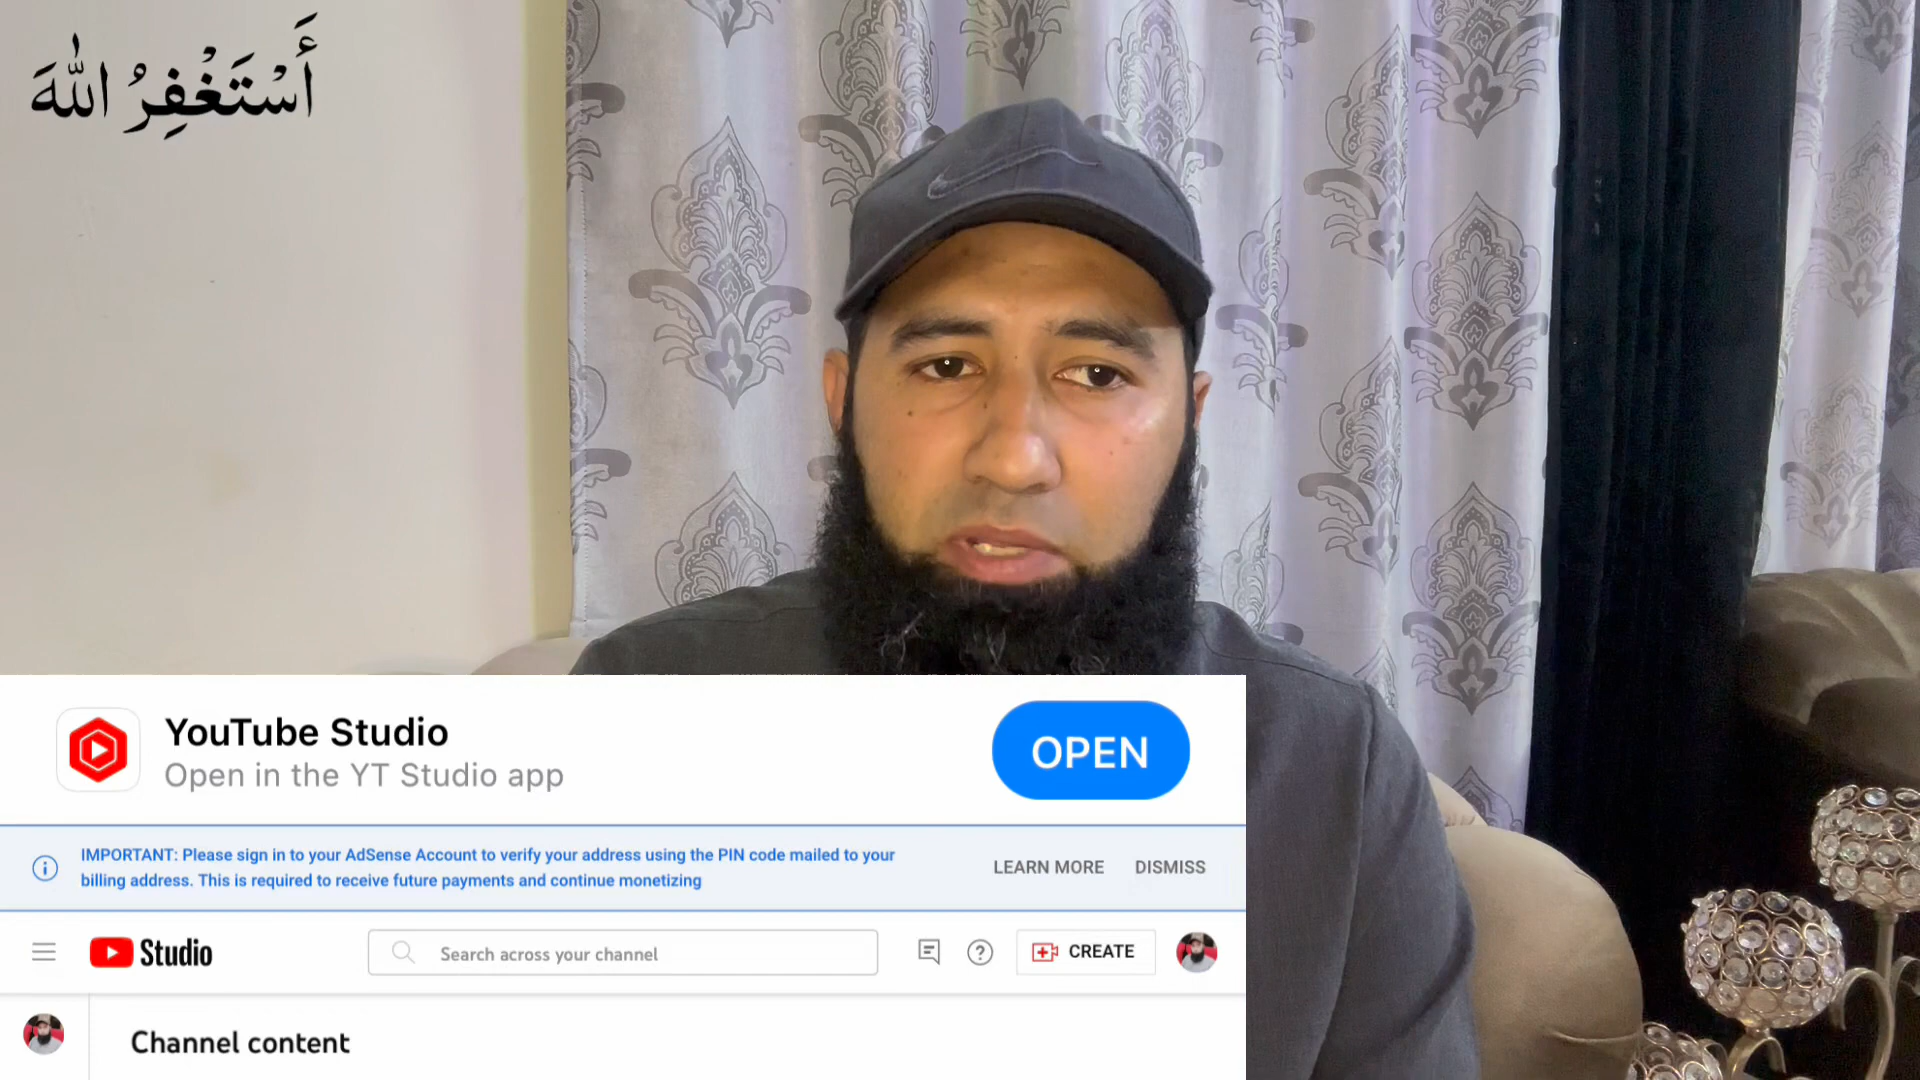 أَسْتَغْفِرُ اللهَ
YouTube Studio
Open in the YT Studio app
OPEN
IMPORTANT: Please sign in to your AdSense Account to verify your address using the PIN code mailed to your
billing address. This is required to receive future payments and continue monetizing
LEARN MORE
DISMISS
Studio
Search across your channel
CREATE
Channel content